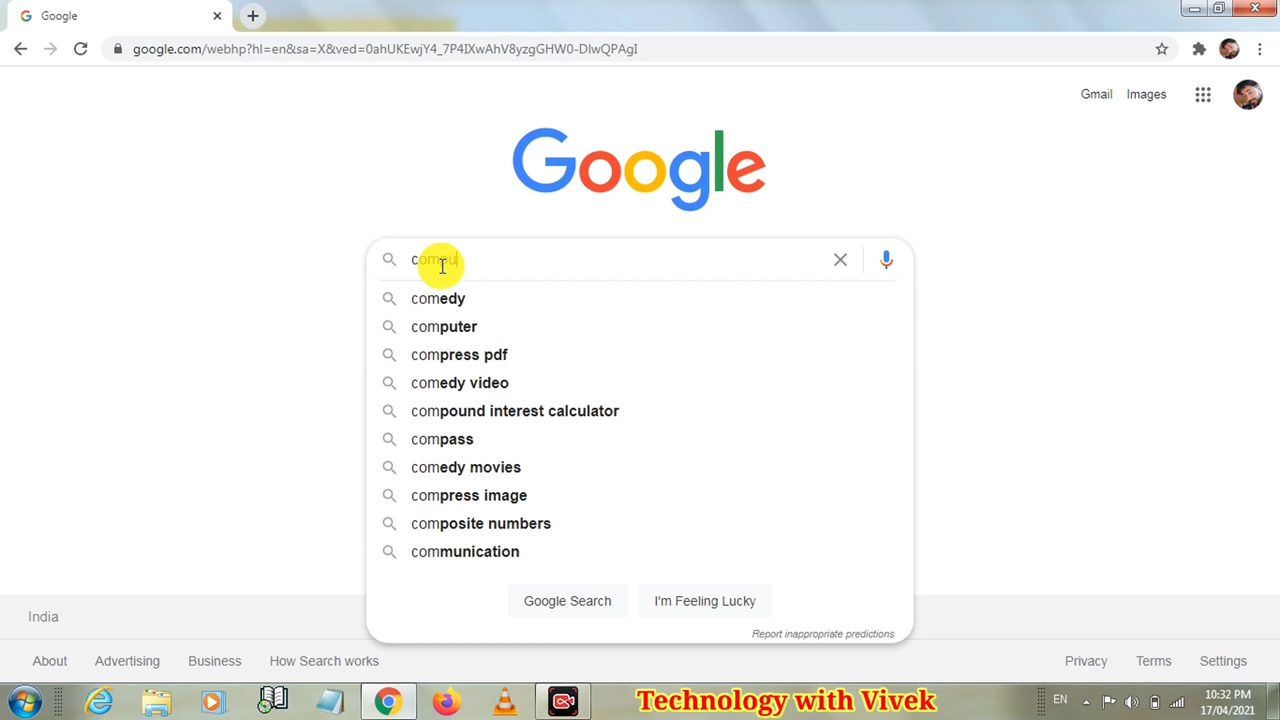 Google
google.com/webhp?hl=en&sa=X&ved=0ahUKEwjY4_7P4IXwAhV8yzgGHW0-DIwQPAgI
Gmail Images
Google
compu
comedy
computer
compress pdf
comedy video
compound interest calculator
compass
comedy movies
compress image
composite numbers
communication
Google Search I'm Feeling Lucky
Report inappropriate predictions
India
About Advertising Business How Search works Privacy Terms Settings
Technology with Vivek
EN
10:32 PM
17/04/2021